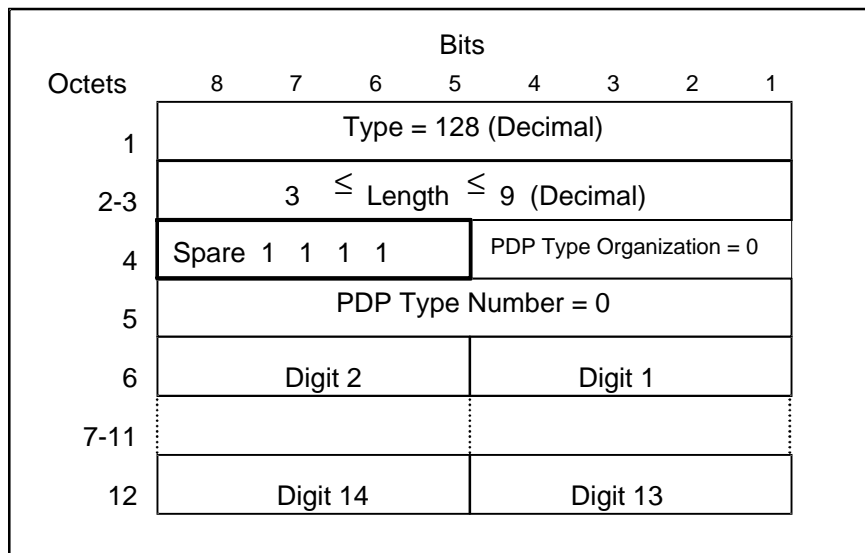 Bits
Octets 8 7 6 5 4 3 2 1
1 Type = 128 (Decimal)
2-3 3 ≤ Length ≤ 9 (Decimal)
4 Spare 1 1 1 1 PDP Type Organization = 0
5 PDP Type Number = 0
6 Digit 2 Digit 1
7-11
12 Digit 14 Digit 13